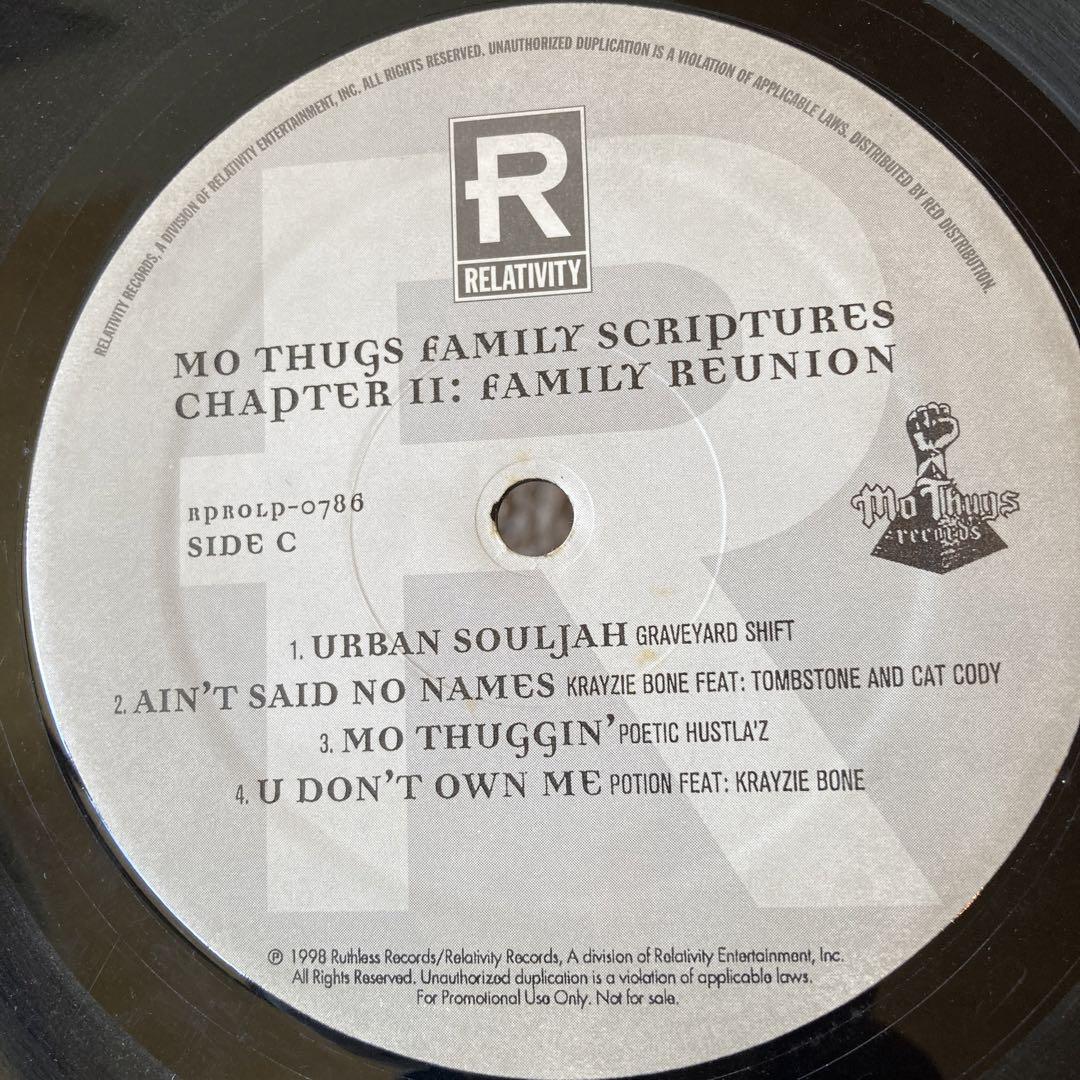 RELATIVITY RECORDS, A DIVISION OF RELATIVITY ENTERTAINMENT, INC. ALL RIGHTS RESERVED. UNAUTHORIZED DUPLICATION IS A VIOLATION OF APPLICABLE LAWS. DISTRIBUTED BY RED DISTRIBUTION.
R
RELATIVITY
MO THUGS FAMILY SCRIPTURES
CHAPTER II: FAMILY REUNION
RPROLP-0786
SIDE C
Mo Thugs
records
1. URBAN SOULJAH GRAVEYARD SHIFT
2. AIN'T SAID NO NAMES KRAYZIE BONE FEAT: TOMBSTONE AND CAT CODY
3. MO THUGGIN' POETIC HUSTLA'Z
4. U DON'T OWN ME POTION FEAT: KRAYZIE BONE
℗ 1998 Ruthless Records/Relativity Records, A division of Relativity Entertainment, Inc.
All Rights Reserved. Unauthorized duplication is a violation of applicable laws.
For Promotional Use Only. Not for sale.